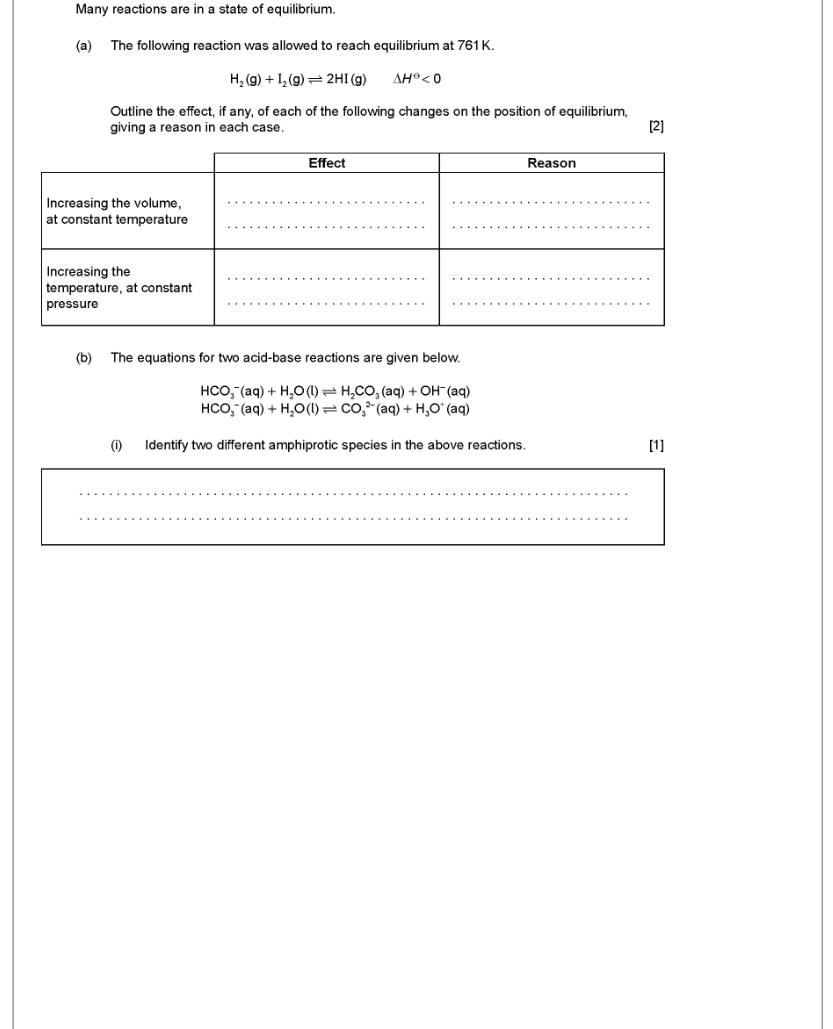 Many reactions are in a state of equilibrium.
(a) The following reaction was allowed to reach equilibrium at 761 K.
H₂(g) + I₂(g) ⇌ 2HI(g) ΔH⊖ < 0
Outline the effect, if any, of each of the following changes on the position of equilibrium,
giving a reason in each case. [2]
Effect Reason
Increasing the volume,
at constant temperature
Increasing the
temperature, at constant
pressure
(b) The equations for two acid-base reactions are given below.
HCO₃⁻(aq) + H₂O(l) ⇌ H₂CO₃(aq) + OH⁻(aq)
HCO₃⁻(aq) + H₂O(l) ⇌ CO₃²⁻(aq) + H₃O⁺(aq)
(i) Identify two different amphiprotic species in the above reactions. [1]